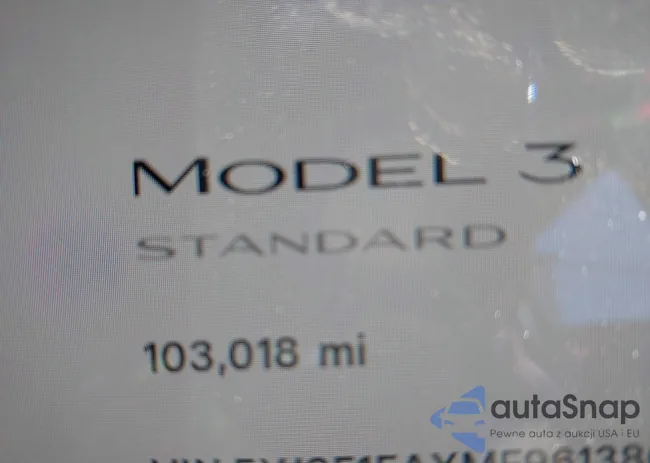 MODEL 3
STANDARD
103,018 mi
autaSnap
Pewne auta z aukcji USA i EU